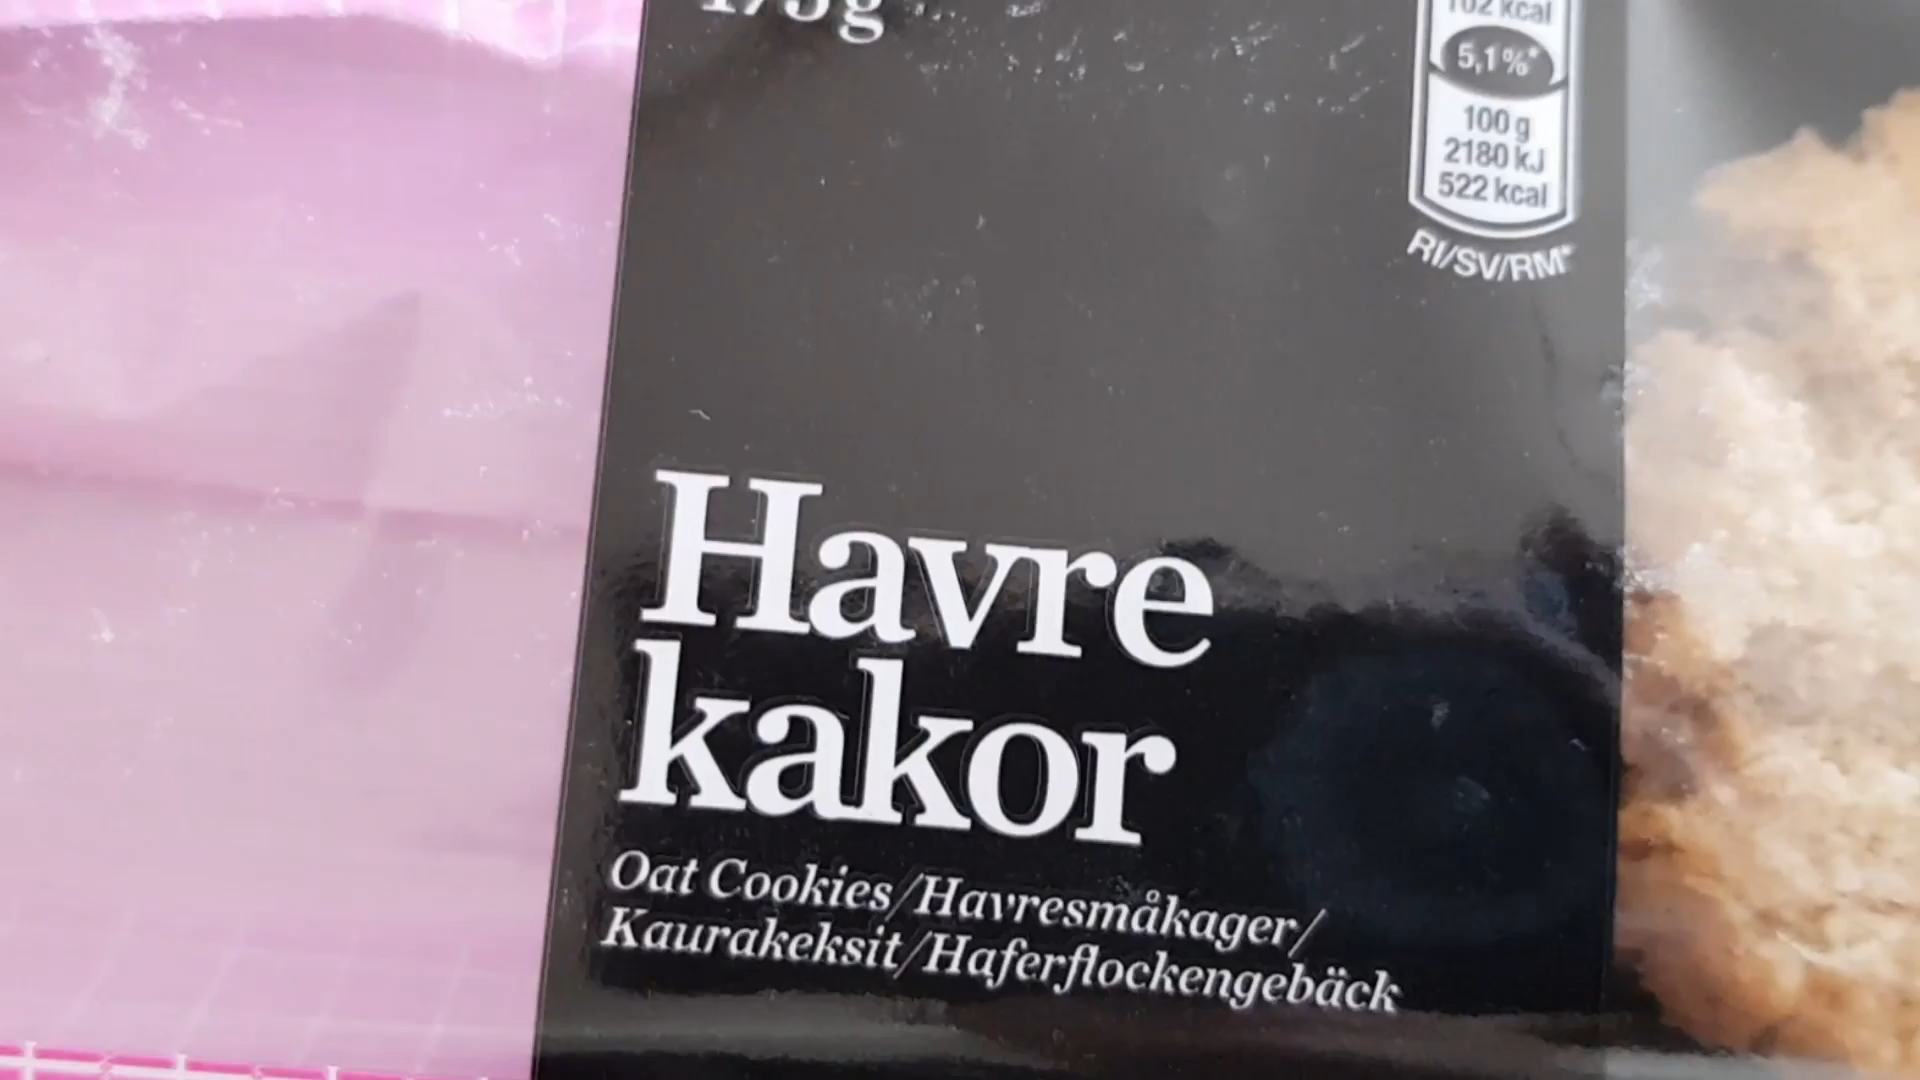 175g
102 kcal
5,1%*
100 g
2180 kJ
522 kcal
RI/SV/RM*
Havre
kakor
Oat Cookies/Havresmåkager/
Kaurakeksit/Haferflockengebäck